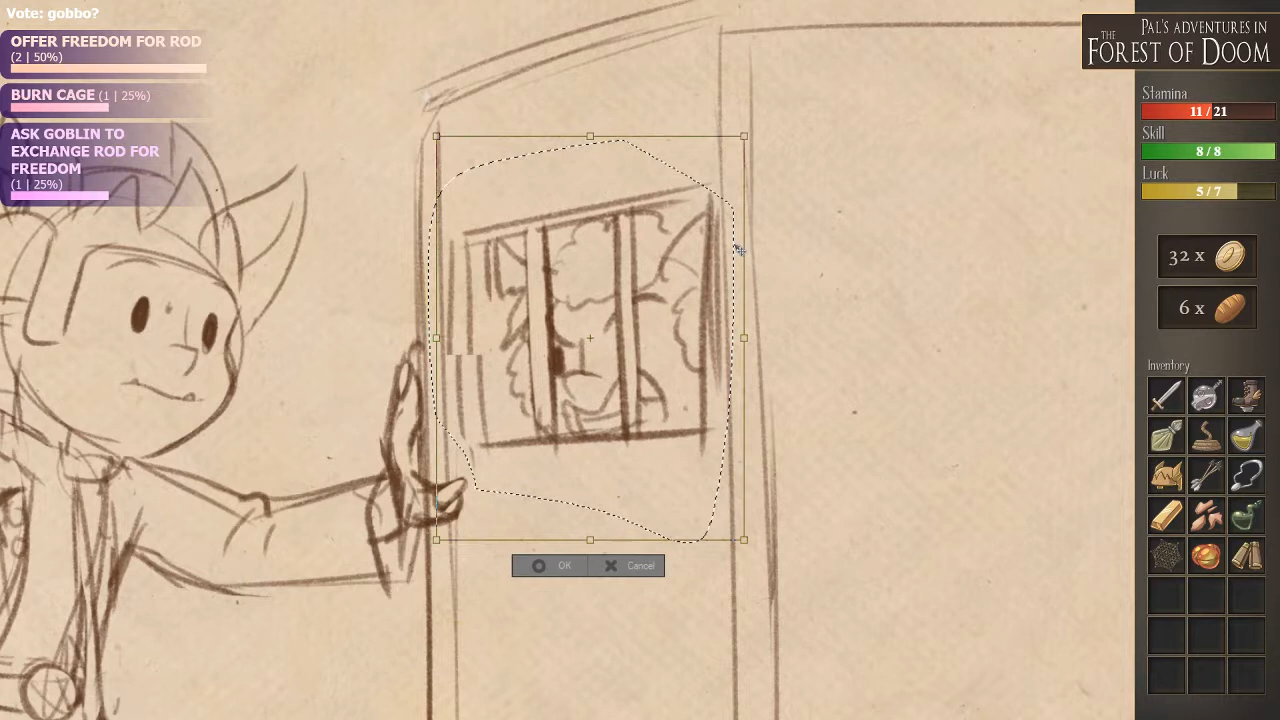 Vote: gobbo?
OFFER FREEDOM FOR ROD
(2 | 50%)
BURN CAGE (1 | 25%)
ASK GOBLIN TO
EXCHANGE ROD FOR
FREEDOM
(1 | 25%)
OK Cancel
PAL'S ADVENTURES IN
THE FOREST OF DOOM
Stamina
11 / 21
Skill
8 / 8
Luck
5 / 7
32 x
6 x
Inventory